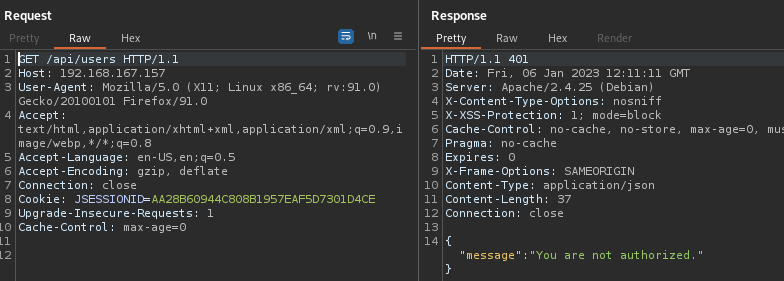 Request
Pretty Raw Hex \n
1 GET /api/users HTTP/1.1
2 Host: 192.168.167.157
3 User-Agent: Mozilla/5.0 (X11; Linux x86_64; rv:91.0)
Gecko/20100101 Firefox/91.0
4 Accept:
text/html,application/xhtml+xml,application/xml;q=0.9,i
mage/webp,*/*;q=0.8
5 Accept-Language: en-US,en;q=0.5
6 Accept-Encoding: gzip, deflate
7 Connection: close
8 Cookie: JSESSIONID=AA28B60944C808B1957EAF5D7301D4CE
9 Upgrade-Insecure-Requests: 1
10 Cache-Control: max-age=0
11
12
Response
Pretty Raw Hex Render
1 HTTP/1.1 401
2 Date: Fri, 06 Jan 2023 12:11:11 GMT
3 Server: Apache/2.4.25 (Debian)
4 X-Content-Type-Options: nosniff
5 X-XSS-Protection: 1; mode=block
6 Cache-Control: no-cache, no-store, max-age=0, mus
7 Pragma: no-cache
8 Expires: 0
9 X-Frame-Options: SAMEORIGIN
10 Content-Type: application/json
11 Content-Length: 37
12 Connection: close
13
14 {
"message":"You are not authorized."
}